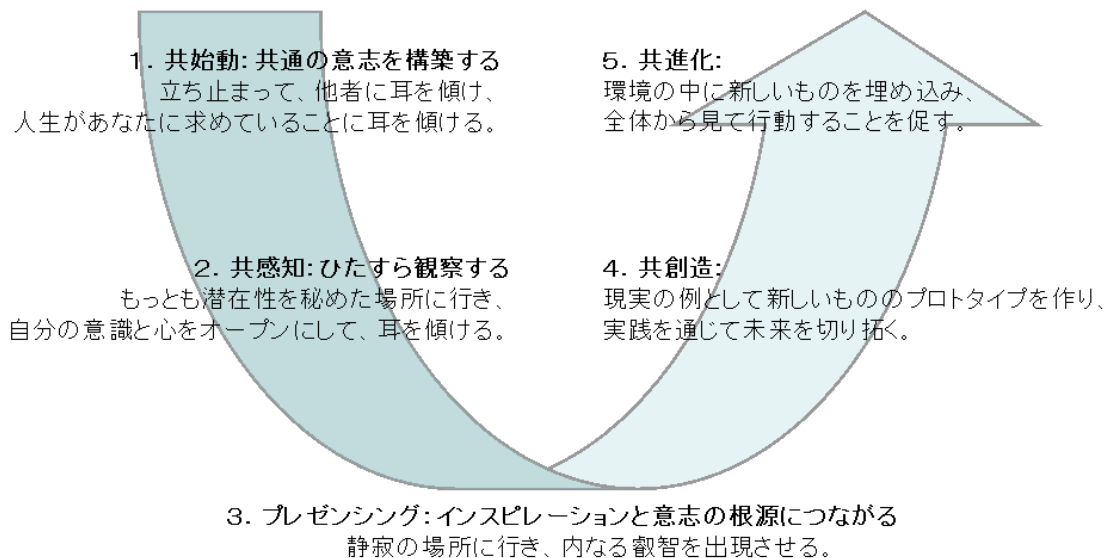 1. 共始動：共通の意志を構築する
立ち止まって、他者に耳を傾け、
人生があなたに求めていることに耳を傾ける。
2. 共感知：ひたすら観察する
もっとも潜在性を秘めた場所に行き、
自分の意識と心をオープンにして、耳を傾ける。
3. プレゼンシング：インスピレーションと意志の根源につながる
静寂の場所に行き、内なる叡智を出現させる。
4. 共創造：
現実の例として新しいもののプロトタイプを作り、
実践を通じて未来を切り拓く。
5. 共進化：
環境の中に新しいものを埋め込み、
全体から見て行動することを促す。